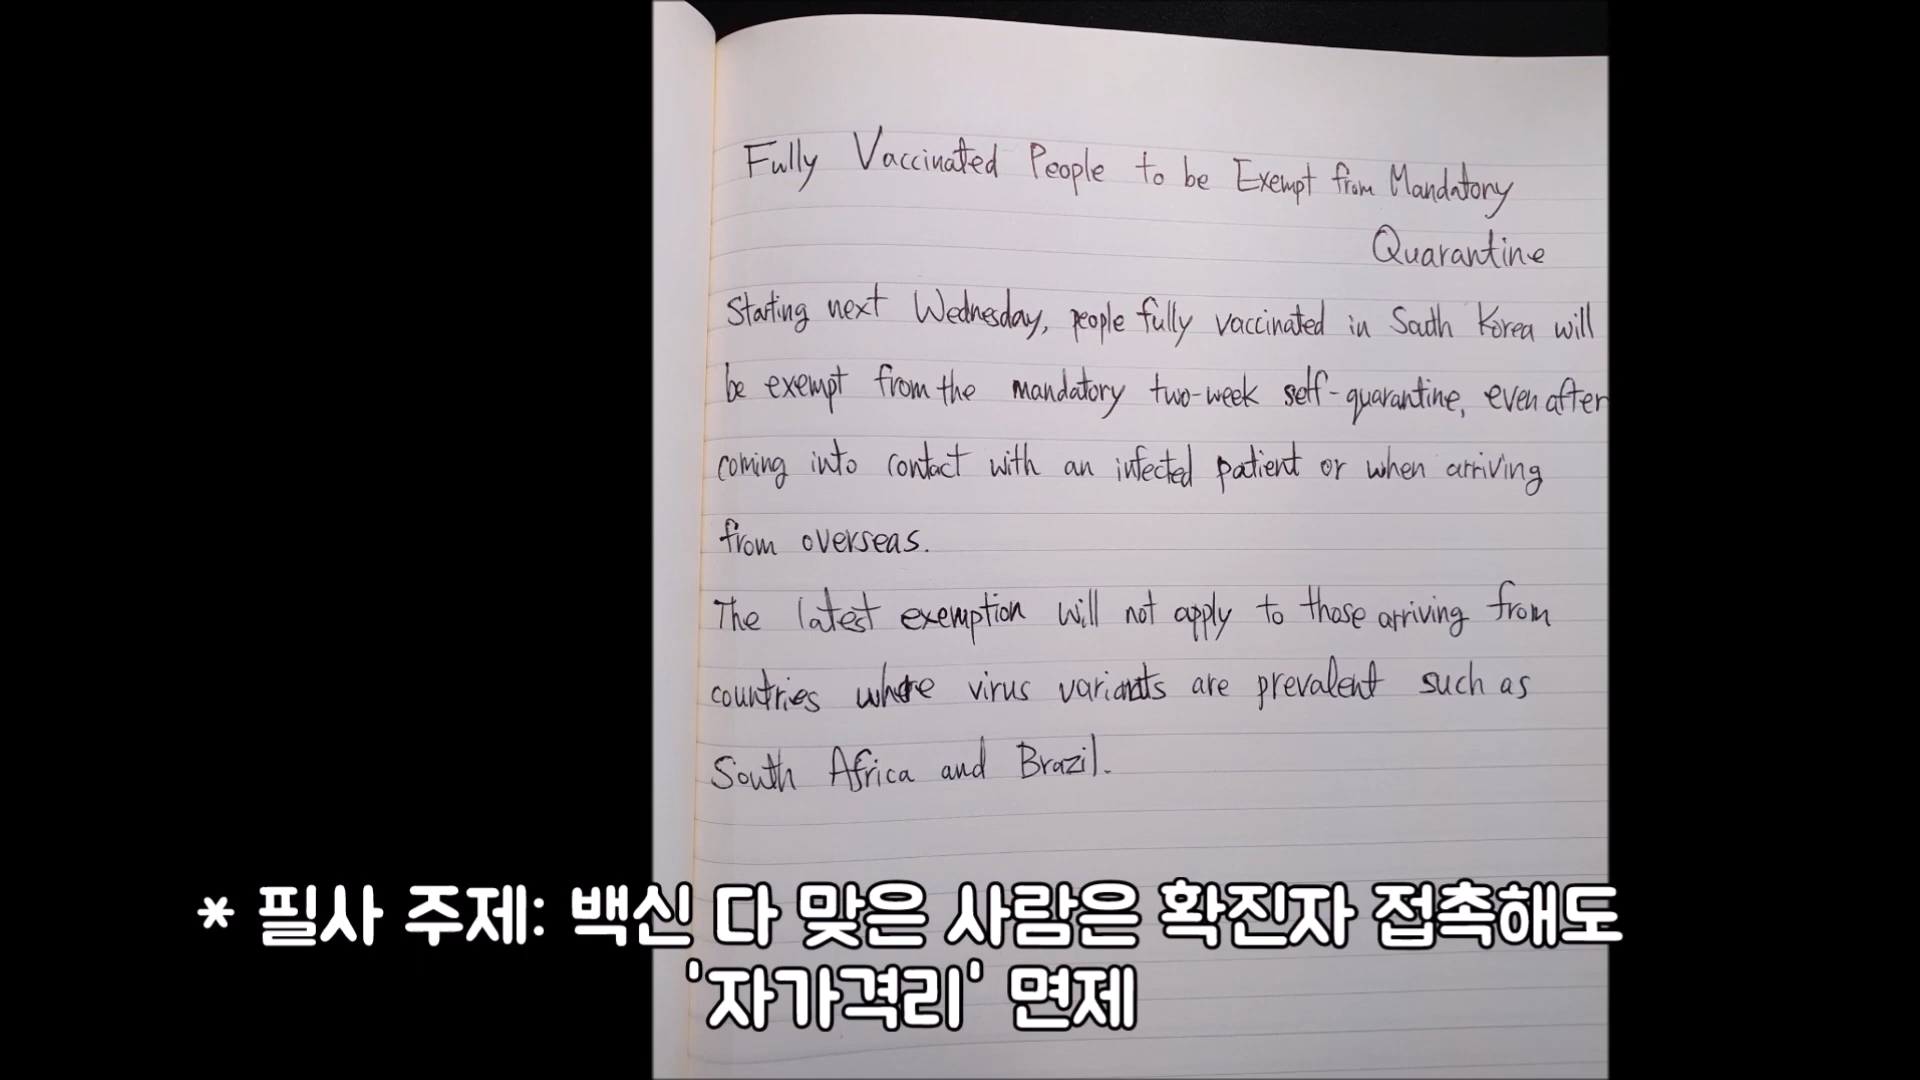 Fully Vaccinated People to be Exempt from Mandatory
Quarantine
Starting next Wednesday, people fully vaccinated in South Korea will
be exempt from the mandatory two-week self-quarantine, even after
coming into contact with an infected patient or when arriving
from overseas.
The latest exemption will not apply to those arriving from
countries where virus variants are prevalent such as
South Africa and Brazil.
* 필사 주제: 백신 다 맞은 사람은 확진자 접촉해도
'자가격리' 면제